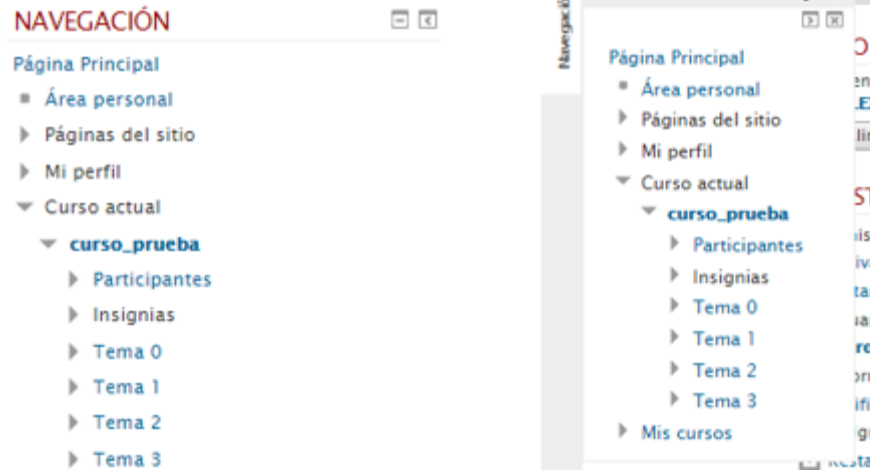 NAVEGACIÓN
Página Principal
Área personal
Páginas del sitio
Mi perfil
Curso actual
curso_prueba
Participantes
Insignias
Tema 0
Tema 1
Tema 2
Tema 3
Página Principal
Área personal
Páginas del sitio
Mi perfil
Curso actual
curso_prueba
Participantes
Insignias
Tema 0
Tema 1
Tema 2
Tema 3
Mis cursos